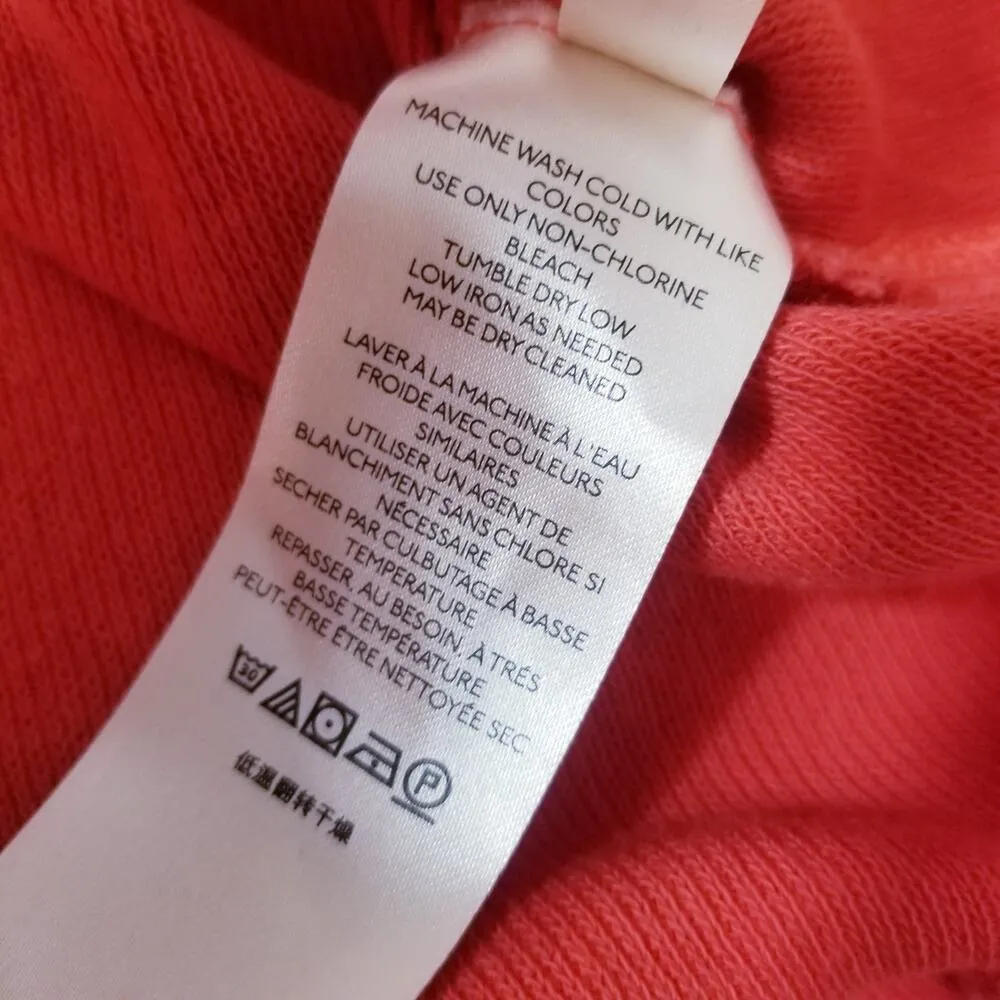 MACHINE WASH COLD WITH LIKE
COLORS
USE ONLY NON-CHLORINE
BLEACH
TUMBLE DRY LOW
LOW IRON AS NEEDED
MAY BE DRY CLEANED
LAVER À LA MACHINE À L'EAU
FROIDE AVEC COULEURS
SIMILAIRES
UTILISER UN AGENT DE
BLANCHIMENT SANS CHLORE SI
NÉCESSAIRE
SECHER PAR CULBUTAGE À BASSE
TEMPÉRATURE
REPASSER, AU BESOIN, À TRÉS
BASSE TEMPÉRATURE
PEUT-ÊTRE ÊTRE NETTOYÉE SEC
30 P
低温翻转干燥